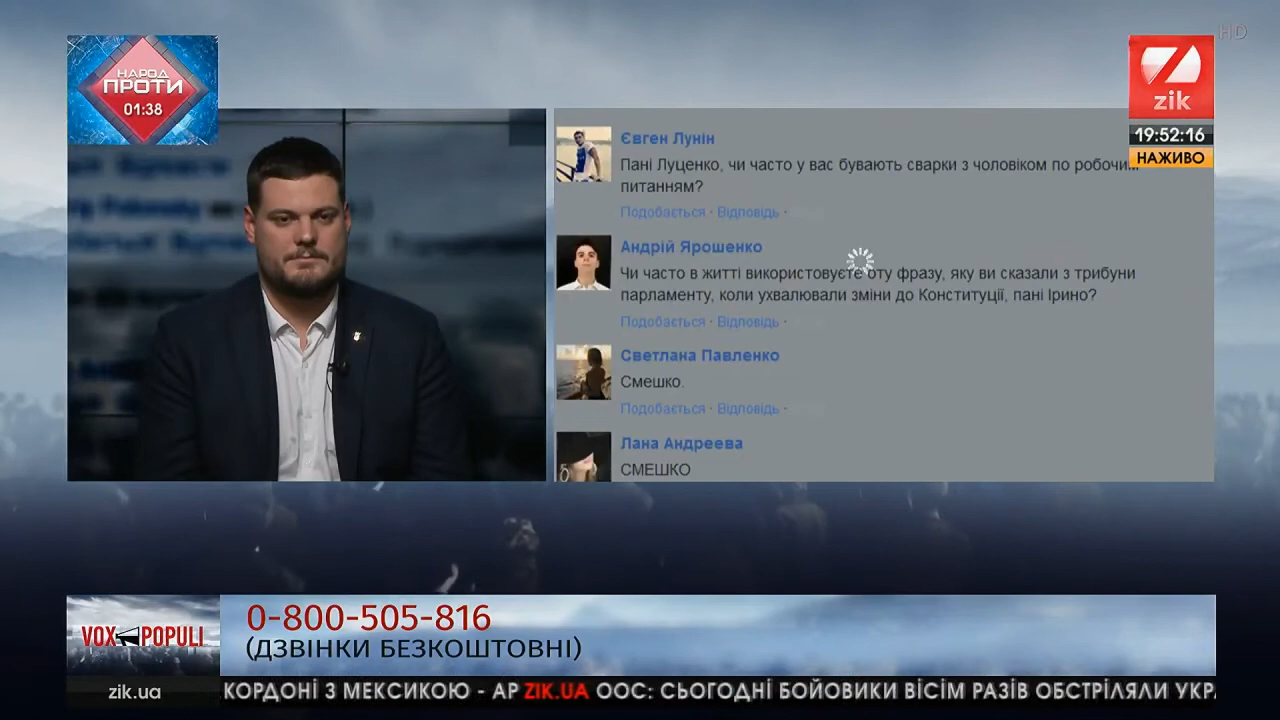 HD
НАРОД
ПРОТИ
01:38
zik
19:52:16
НАЖИВО
Євген Лунін
Пані Луценко, чи часто у вас бувають сварки з чоловіком по робочим
питанням?
Подобається · Відповідь ·
Андрій Ярошенко
Чи часто в житті використовуєте оту фразу, яку ви сказали з трибуни
парламенту, коли ухвалювали зміни до Конституції, пані Ірино?
Подобається · Відповідь ·
Светлана Павленко
Смешко.
Подобається · Відповідь ·
Лана Андреева
СМЕШКО
VOX POPULI
0-800-505-816
(ДЗВІНКИ БЕЗКОШТОВНІ)
zik.ua
КОРДОНІ З МЕКСИКОЮ - AP ZIK.UA ООС: СЬОГОДНІ БОЙОВИКИ ВІСІМ РАЗІВ ОБСТРІЛЯЛИ УКРА